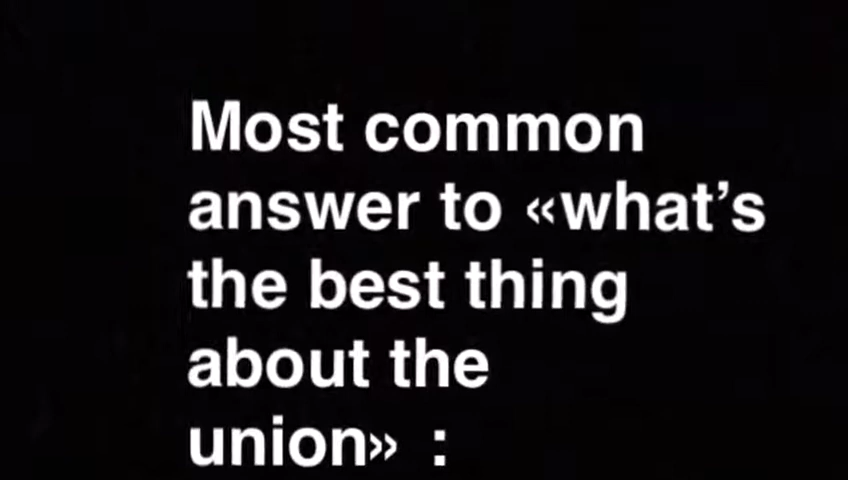 Most common
answer to «what’s
the best thing
about the
union» :